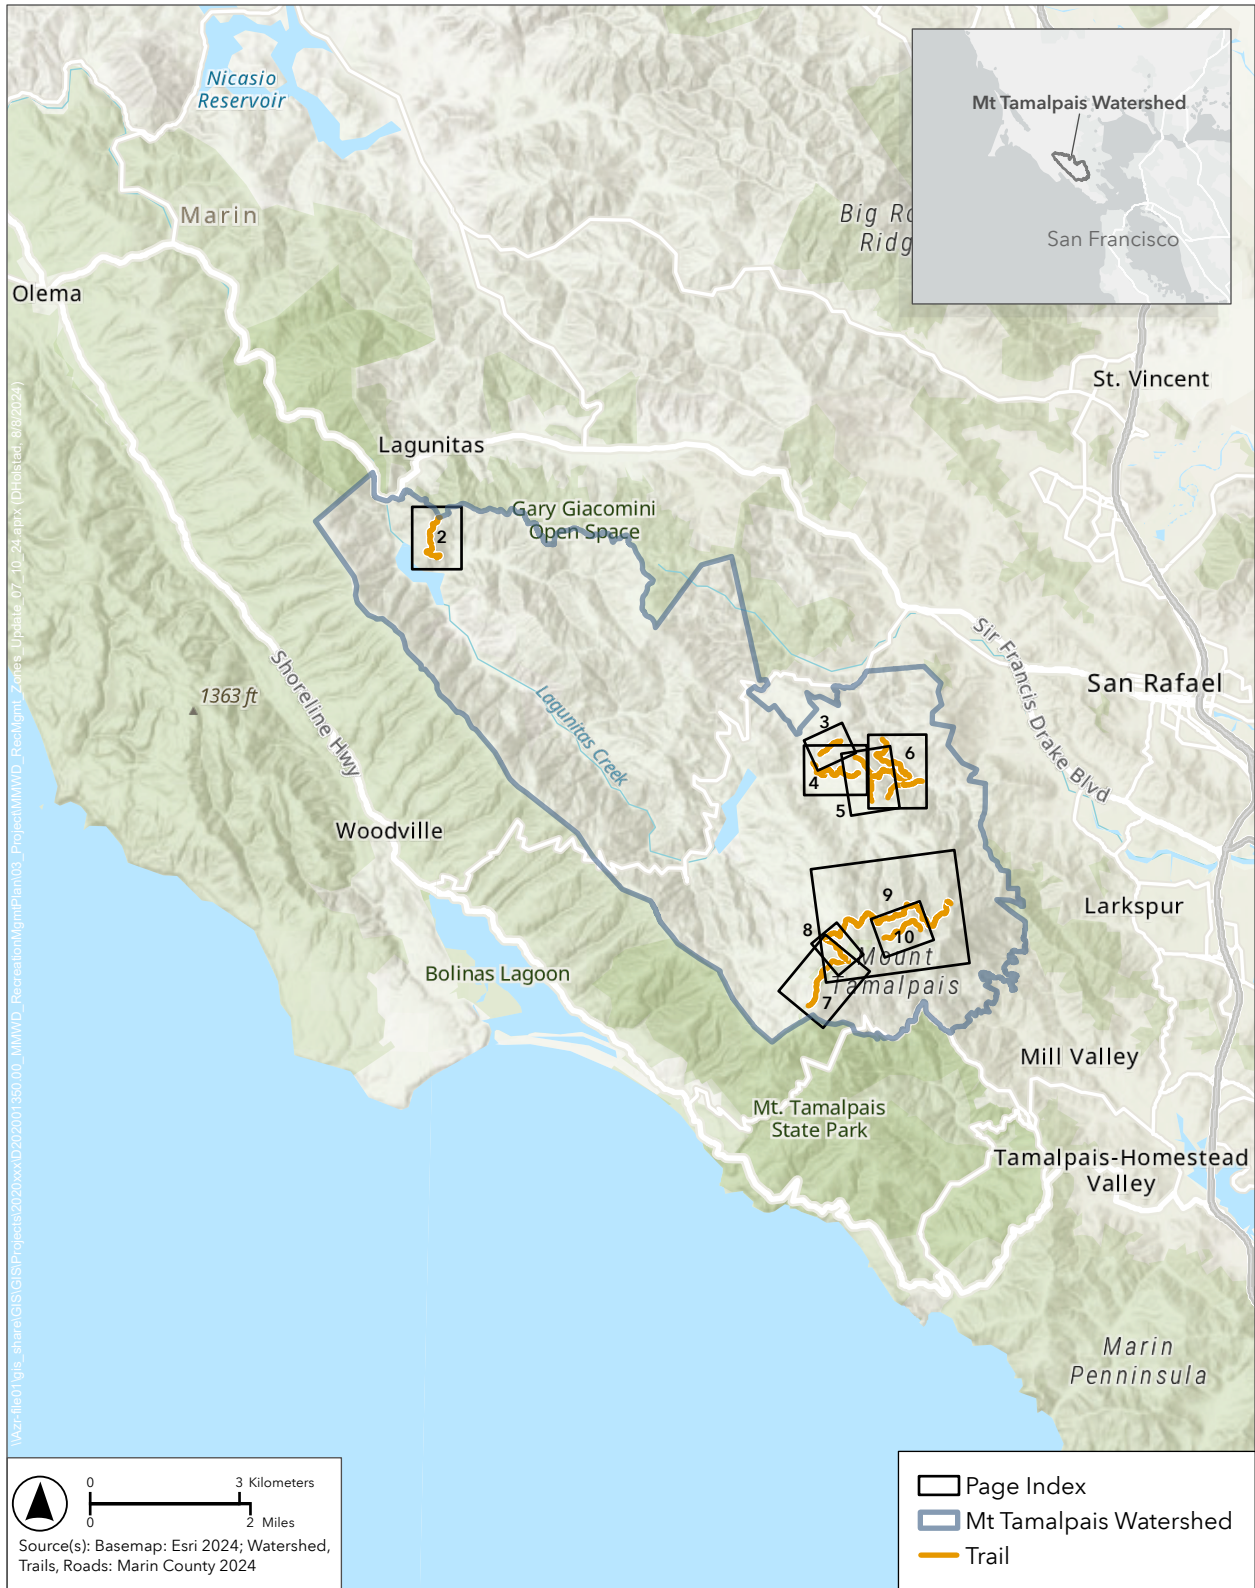 Nicasio
Reservoir
Mt Tamalpais Watershed
San Francisco
Marin
Big Ro
Ridg
Olema
St. Vincent
Lagunitas
Gary Giacomini
Open Space
2
Sir Francis Drake Blvd
San Rafael
Shoreline Hwy
1363 ft
Lagunitas Creek
3
6
4
5
Woodville
9
Larkspur
8
10
Mount
Tamalpais
7
Bolinas Lagoon
Mill Valley
Mt. Tamalpais
State Park
Tamalpais-Homestead
Valley
Marin
Penninsula
0 3 Kilometers
0 2 Miles
Source(s): Basemap: Esri 2024; Watershed,
Trails, Roads: Marin County 2024
Page Index
Mt Tamalpais Watershed
Trail